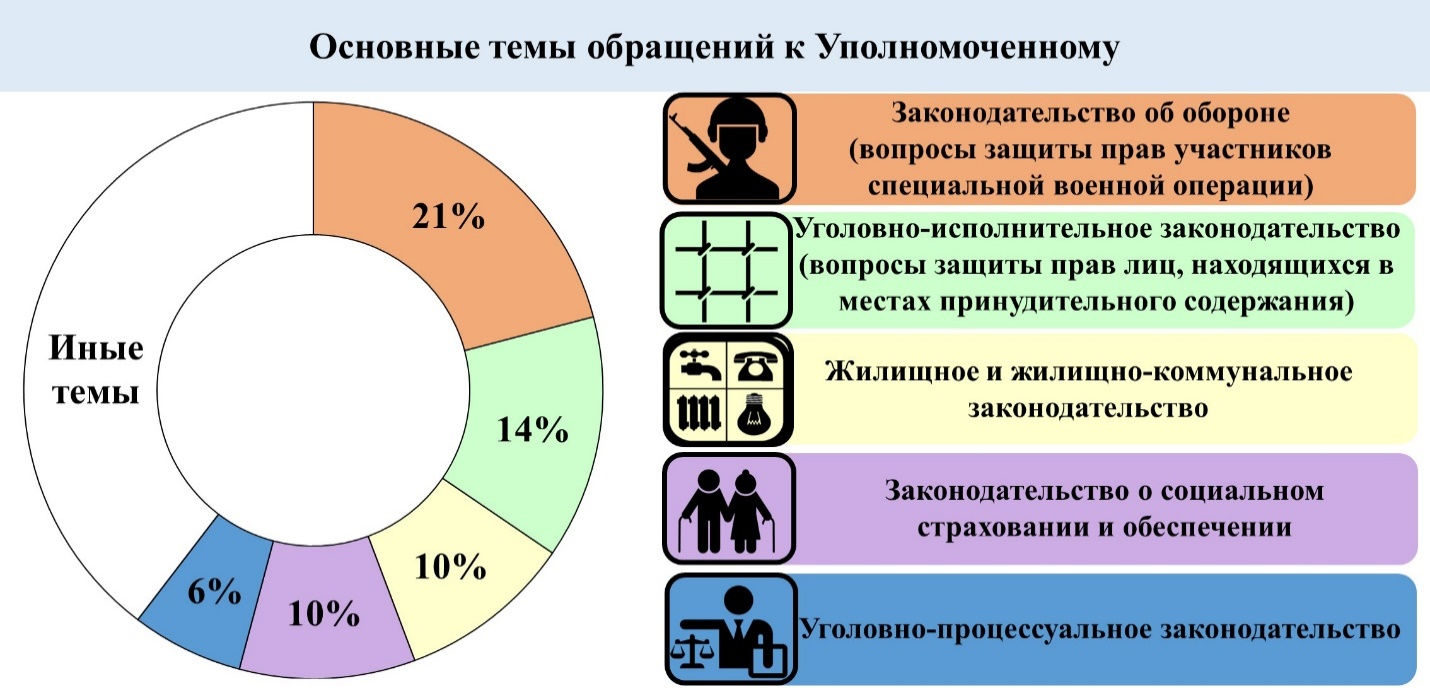 Основные темы обращений к Уполномоченному
21%
14%
10%
10%
6%
Иные
темы
Законодательство об обороне
(вопросы защиты прав участников
специальной военной операции)
Уголовно-исполнительное законодательство
(вопросы защиты прав лиц, находящихся в
местах принудительного содержания)
Жилищное и жилищно-коммунальное
законодательство
Законодательство о социальном
страховании и обеспечении
Уголовно-процессуальное законодательство